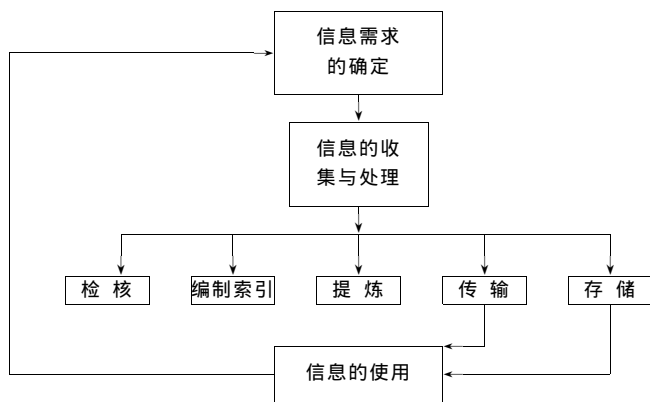 信息需求
的确定
信息的收
集与处理
检 核
编制索引
提 炼
传 输
存 储
信息的使用